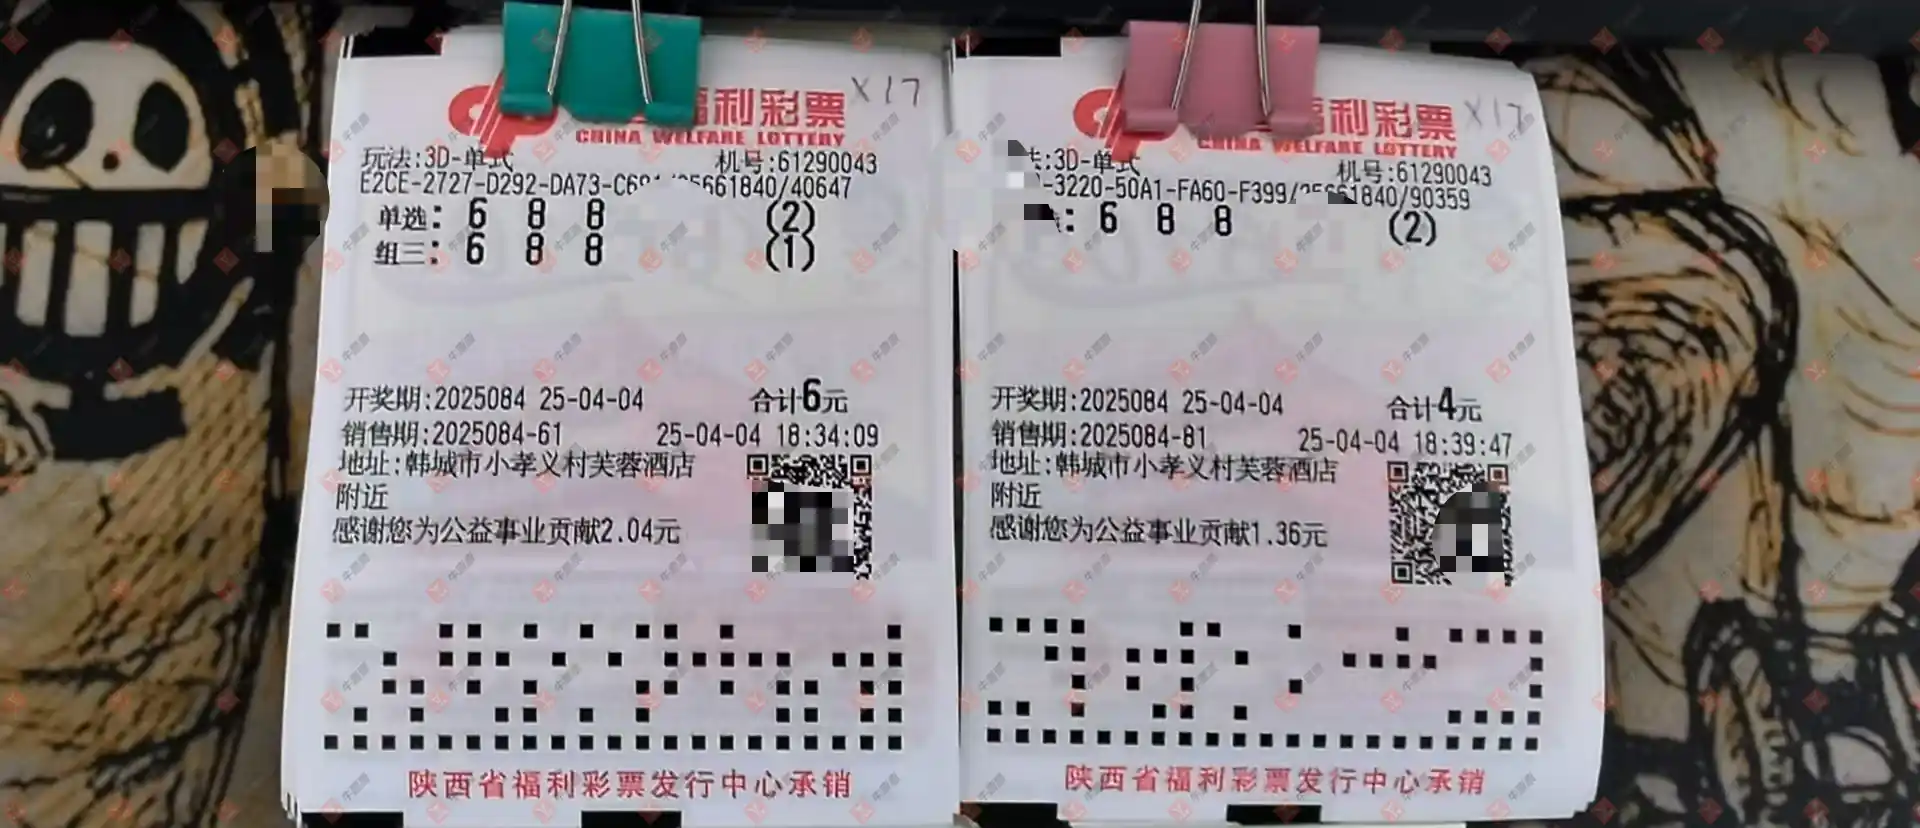 福利彩票 X17
CHINA WELFARE LOTTERY
玩法:3D-单式 机号:61290043
E2CE-2727-D292-DA73- 5661840/40647
单选: 6 8 8 (2)
组三: 6 8 8 (1)
开奖期:2025084 25-04-04 合计6元
销售期:2025084-61 25-04-04 18:34:09
地址:韩城市小孝义村芙蓉酒店
附近
感谢您为公益事业贡献2.04元
陕西省福利彩票发行中心承销
福利彩票 X17
CHINA WELFARE LOTTERY
:3D-单式 机号:61290043
-3220-50A1-FA60-F399/ 1840/90359
: 6 8 8 (2)
开奖期:2025084 25-04-04 合计4元
销售期:2025084-81 25-04-04 18:39:47
地址:韩城市小孝义村芙蓉酒店
附近
感谢您为公益事业贡献1.36元
陕西省福利彩票发行中心承销